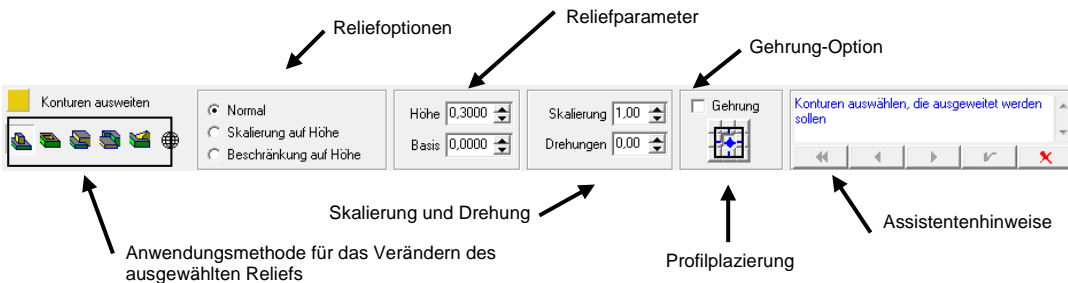 Reliefparameter
Reliefoptionen
Gehrung-Option
Konturen ausweiten
Normal
Skalierung auf Höhe
Beschränkung auf Höhe
Höhe 0,3000
Basis 0,0000
Skalierung 1,00
Drehungen 0,00
Gehrung
Konturen auswählen, die ausgeweitet werden
sollen
Skalierung und Drehung
Assistentenhinweise
Anwendungsmethode für das Verändern des
ausgewählten Reliefs
Profilplazierung